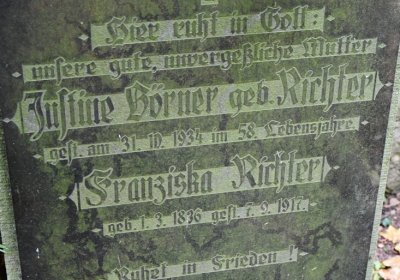 Hier ruht in Gott:
unsere gute, unvergeßliche Mutter
Justine Börner geb. Richter
gest. am 31. 10. 1934 im 58. Lebensjahre.
Franziska Richter
geb. 1. 3. 1836 gest. 7. 9. 1917.
Ruhet in Frieden!